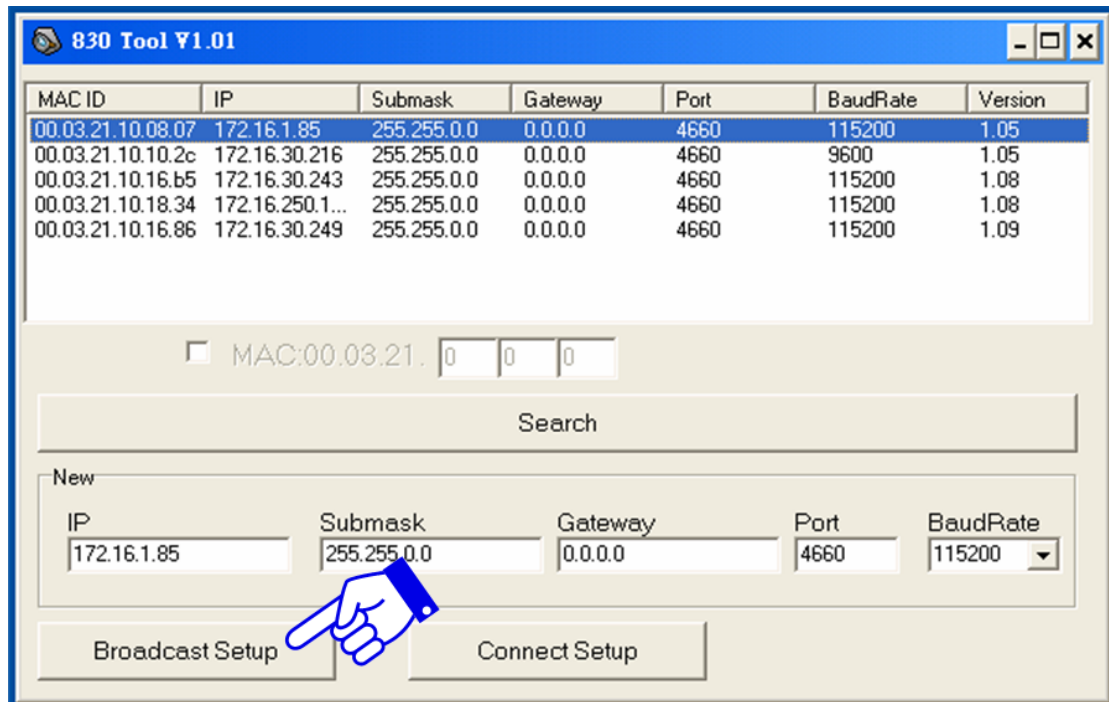 830 Tool V1.01
MAC ID IP Submask Gateway Port BaudRate Version
00.03.21.10.08.07 172.16.1.85 255.255.0.0 0.0.0.0 4660 115200 1.05
00.03.21.10.10.2c 172.16.30.216 255.255.0.0 0.0.0.0 4660 9600 1.05
00.03.21.10.16.b5 172.16.30.243 255.255.0.0 0.0.0.0 4660 115200 1.08
00.03.21.10.18.34 172.16.250.1... 255.255.0.0 0.0.0.0 4660 115200 1.08
00.03.21.10.16.86 172.16.30.249 255.255.0.0 0.0.0.0 4660 115200 1.09
MAC:00.03.21. 0 0 0
Search
New
IP Submask Gateway Port BaudRate
172.16.1.85 255.255.0.0 0.0.0.0 4660 115200
Broadcast Setup Connect Setup